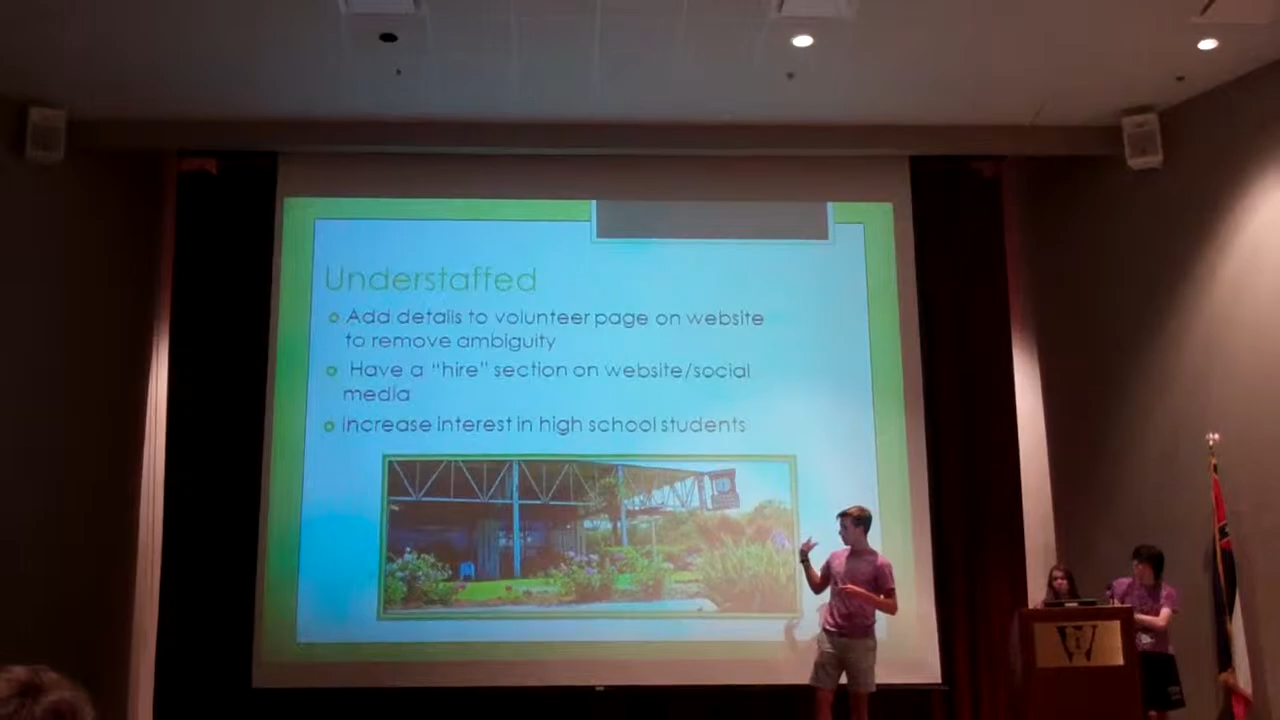 Understaffed
Add details to volunteer page on website
to remove ambiguity
Have a "hire" section on website/social
media
Increase interest in high school students
W